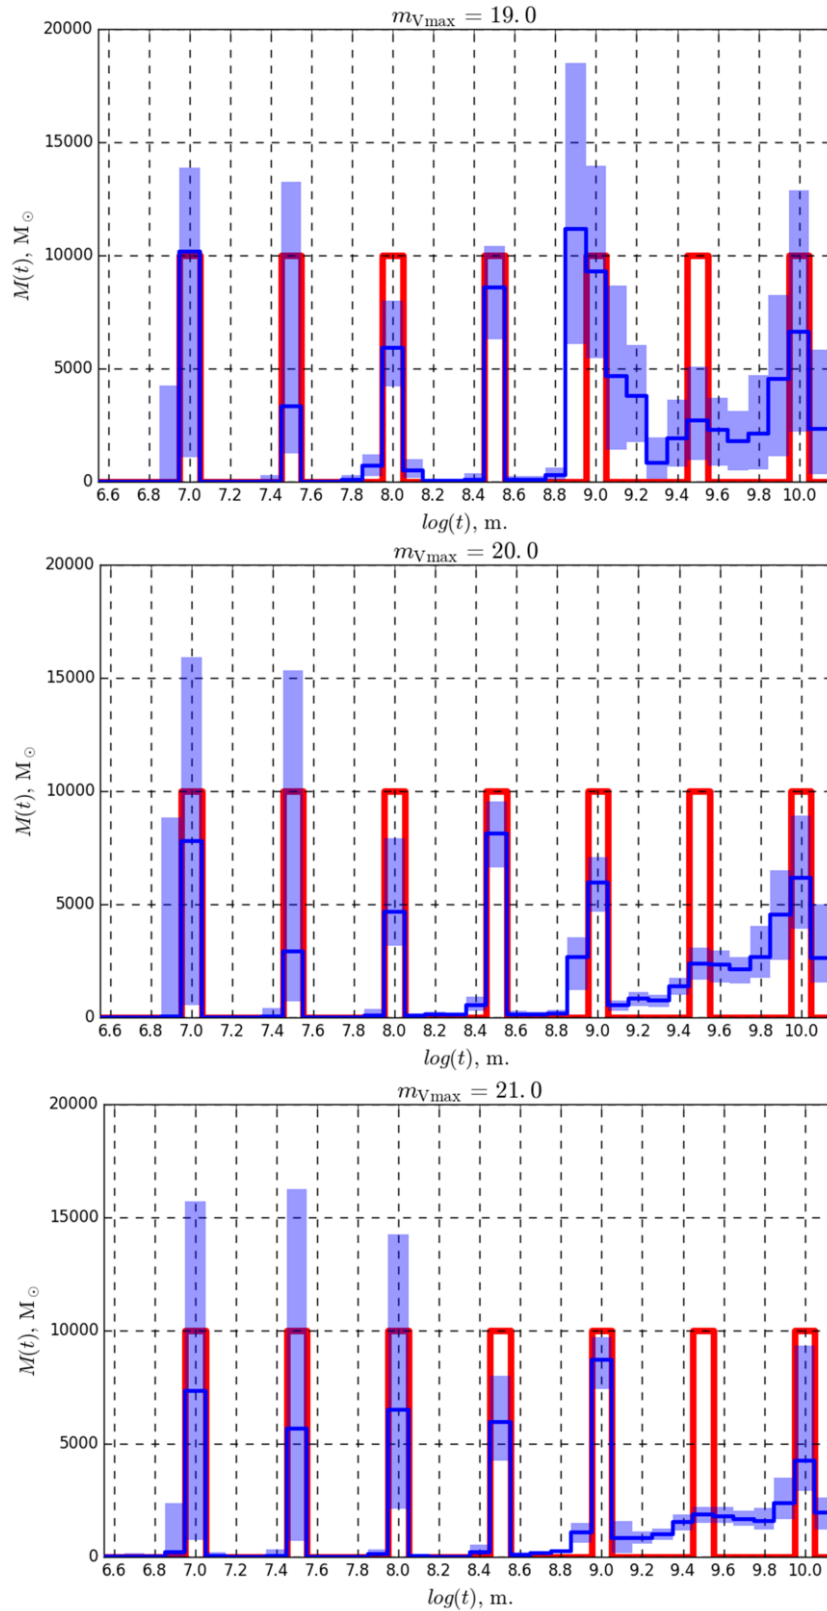 m_Vmax = 19.0
20000
15000
10000
5000
0
M(t), M⊙
6.6 6.8 7.0 7.2 7.4 7.6 7.8 8.0 8.2 8.4 8.6 8.8 9.0 9.2 9.4 9.6 9.8 10.0
log(t), m.
m_Vmax = 20.0
20000
15000
10000
5000
0
M(t), M⊙
6.6 6.8 7.0 7.2 7.4 7.6 7.8 8.0 8.2 8.4 8.6 8.8 9.0 9.2 9.4 9.6 9.8 10.0
log(t), m.
m_Vmax = 21.0
20000
15000
10000
5000
0
M(t), M⊙
6.6 6.8 7.0 7.2 7.4 7.6 7.8 8.0 8.2 8.4 8.6 8.8 9.0 9.2 9.4 9.6 9.8 10.0
log(t), m.